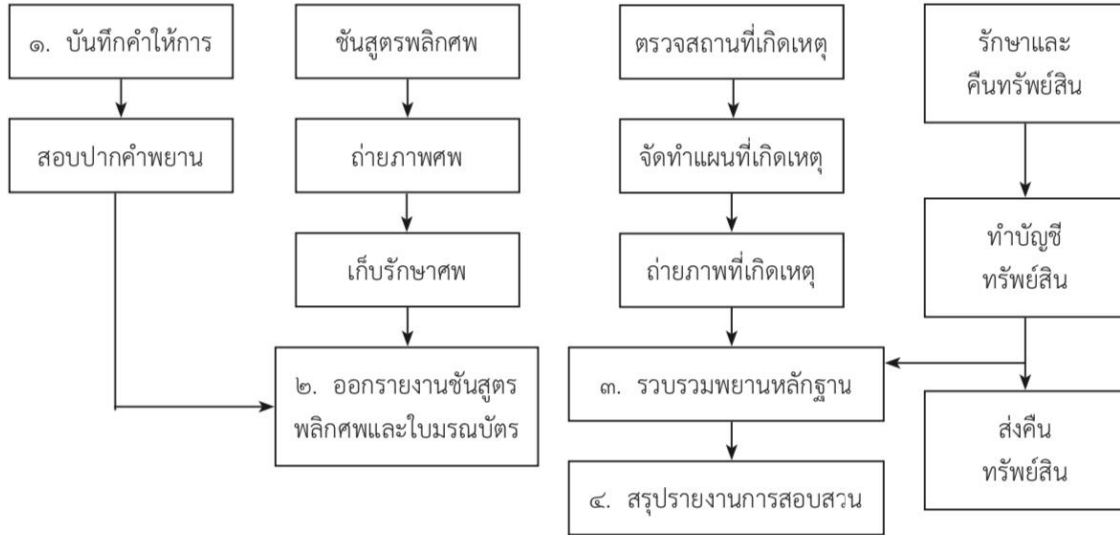 ๑. บันทึกคำให้การ
สอบปากคำพยาน
ชันสูตรพลิกศพ
ถ่ายภาพศพ
เก็บรักษาศพ
๒. ออกรายงานชันสูตร
พลิกศพและใบมรณบัตร
ตรวจสถานที่เกิดเหตุ
จัดทำแผนที่เกิดเหตุ
ถ่ายภาพที่เกิดเหตุ
๓. รวบรวมพยานหลักฐาน
๔. สรุปรายงานการสอบสวน
รักษาและ
คืนทรัพย์สิน
ทำบัญชี
ทรัพย์สิน
ส่งคืน
ทรัพย์สิน